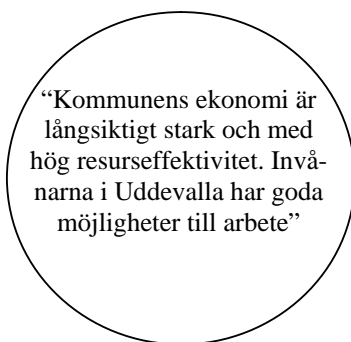 “Kommunens ekonomi är
långsiktigt stark och med
hög resurseffektivitet. Invå-
narna i Uddevalla har goda
möjligheter till arbete”